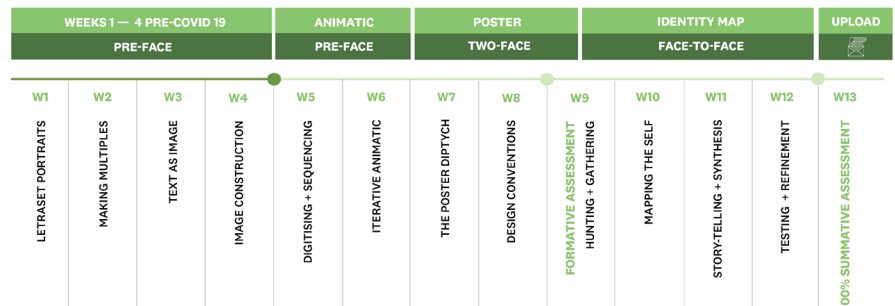 WEEKS 1 — 4 PRE-COVID 19
ANIMATIC
POSTER
IDENTITY MAP
UPLOAD
PRE-FACE
PRE-FACE
TWO-FACE
FACE-TO-FACE
W1
W2
W3
W4
W5
W6
W7
W8
W9
W10
W11
W12
W13
LETRASET PORTRAITS
MAKING MULTIPLES
TEXT AS IMAGE
IMAGE CONSTRUCTION
DIGITISING + SEQUENCING
ITERATIVE ANIMATIC
THE POSTER DIPTYCH
DESIGN CONVENTIONS
FORMATIVE ASSESSMENT
HUNTING + GATHERING
MAPPING THE SELF
STORY-TELLING + SYNTHESIS
TESTING + REFINEMENT
00% SUMMATIVE ASSESSMENT